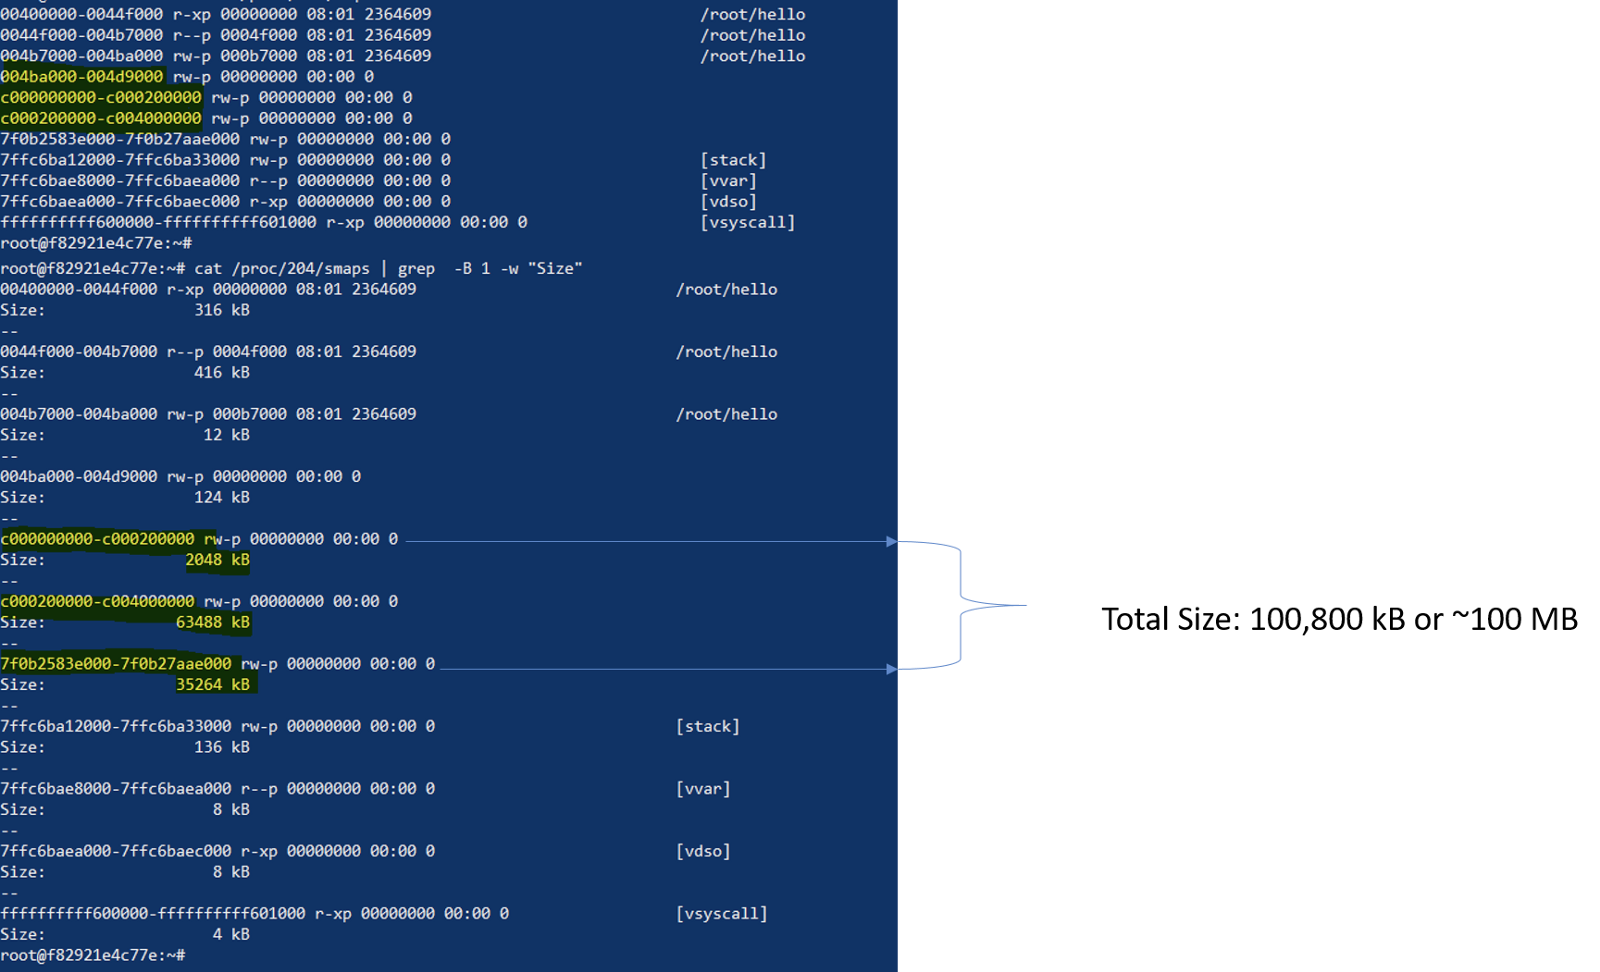 00400000-0044f000 r-xp 00000000 08:01 2364609 /root/hello
0044f000-004b7000 r--p 0004f000 08:01 2364609 /root/hello
004b7000-004ba000 rw-p 000b7000 08:01 2364609 /root/hello
004ba000-004d9000 rw-p 00000000 00:00 0
c000000000-c000200000 rw-p 00000000 00:00 0
c000200000-c004000000 rw-p 00000000 00:00 0
7f0b2583e000-7f0b27aae000 rw-p 00000000 00:00 0
7ffc6ba12000-7ffc6ba33000 rw-p 00000000 00:00 0 [stack]
7ffc6bae8000-7ffc6baea000 r--p 00000000 00:00 0 [vvar]
7ffc6baea000-7ffc6baec000 r-xp 00000000 00:00 0 [vdso]
ffffffffff600000-ffffffffff601000 r-xp 00000000 00:00 0 [vsyscall]
root@f82921e4c77e:~#
root@f82921e4c77e:~# cat /proc/204/smaps | grep  -B 1 -w "Size"
00400000-0044f000 r-xp 00000000 08:01 2364609 /root/hello
Size: 316 kB
--
0044f000-004b7000 r--p 0004f000 08:01 2364609 /root/hello
Size: 416 kB
--
004b7000-004ba000 rw-p 000b7000 08:01 2364609 /root/hello
Size: 12 kB
--
004ba000-004d9000 rw-p 00000000 00:00 0
Size: 124 kB
--
c000000000-c000200000 rw-p 00000000 00:00 0
Size: 2048 kB
--
c000200000-c004000000 rw-p 00000000 00:00 0
Size: 63488 kB
--
7f0b2583e000-7f0b27aae000 rw-p 00000000 00:00 0
Size: 35264 kB
--
7ffc6ba12000-7ffc6ba33000 rw-p 00000000 00:00 0 [stack]
Size: 136 kB
--
7ffc6bae8000-7ffc6baea000 r--p 00000000 00:00 0 [vvar]
Size: 8 kB
--
7ffc6baea000-7ffc6baec000 r-xp 00000000 00:00 0 [vdso]
Size: 8 kB
--
ffffffffff600000-ffffffffff601000 r-xp 00000000 00:00 0 [vsyscall]
Size: 4 kB
root@f82921e4c77e:~#
Total Size: 100,800 kB or ~100 MB